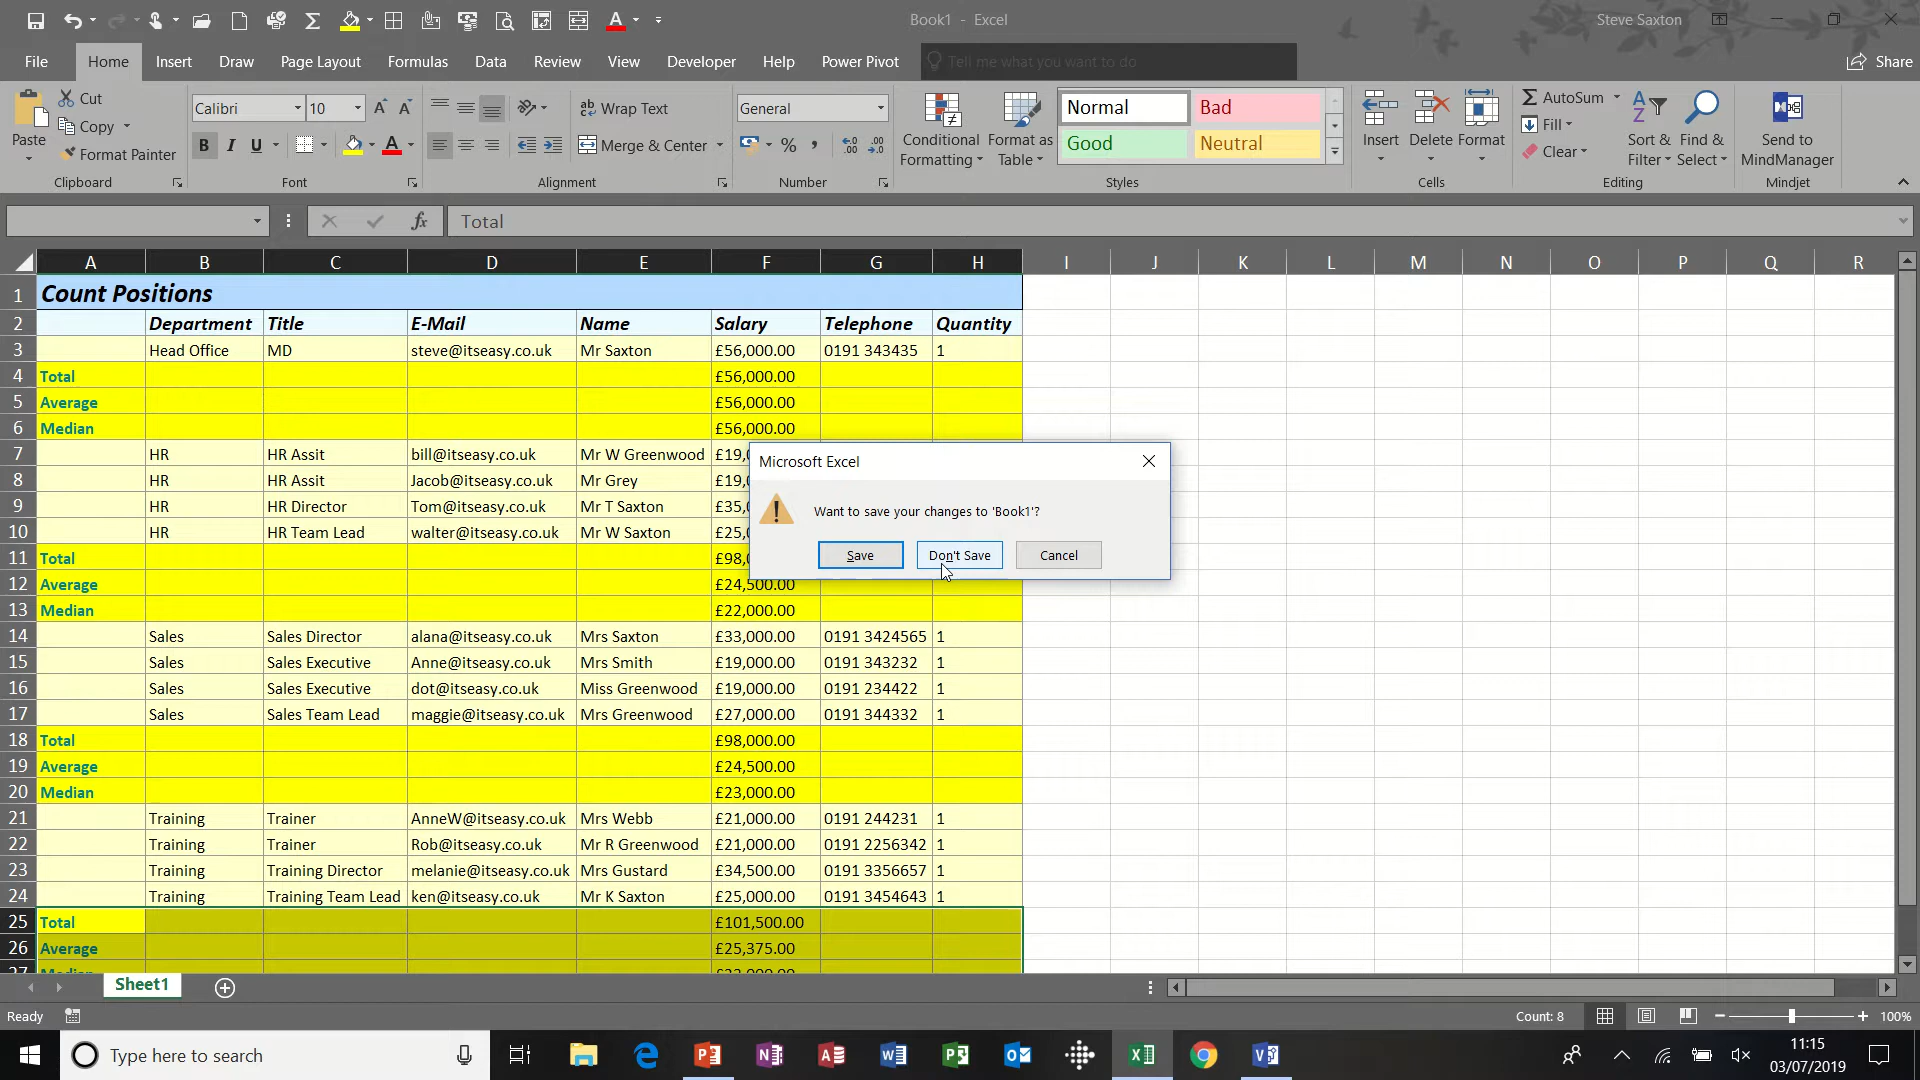 Book1 - Excel
Steve Saxton
File Home Insert Draw Page Layout Formulas Data Review View Developer Help Power Pivot Tell me what you want to do Share
Paste
Cut
Copy
Format Painter
Clipboard
Calibri 10
B I U
Font
Wrap Text
Merge & Center
Alignment
General
%
Number
Conditional Formatting
Format as Table
Normal Bad
Good Neutral
Styles
Insert Delete Format
Cells
AutoSum
Fill
Clear
Sort & Filter
Find & Select
Editing
Send to MindManager
Mindjet
fx Total
A B C D E F G H I J K L M N O P Q R
1 Count Positions
2 Department Title E-Mail Name Salary Telephone Quantity
3 Head Office MD steve@itseasy.co.uk Mr Saxton £56,000.00 0191 343435 1
4 Total £56,000.00
5 Average £56,000.00
6 Median £56,000.00
7 HR HR Assit bill@itseasy.co.uk Mr W Greenwood £19,
8 HR HR Assit Jacob@itseasy.co.uk Mr Grey £19,
9 HR HR Director Tom@itseasy.co.uk Mr T Saxton £35,
10 HR HR Team Lead walter@itseasy.co.uk Mr W Saxton £25,
11 Total £98,
12 Average £24,500.00
13 Median £22,000.00
14 Sales Sales Director alana@itseasy.co.uk Mrs Saxton £33,000.00 0191 3424565 1
15 Sales Sales Executive Anne@itseasy.co.uk Mrs Smith £19,000.00 0191 343232 1
16 Sales Sales Executive dot@itseasy.co.uk Miss Greenwood £19,000.00 0191 234422 1
17 Sales Sales Team Lead maggie@itseasy.co.uk Mrs Greenwood £27,000.00 0191 344332 1
18 Total £98,000.00
19 Average £24,500.00
20 Median £23,000.00
21 Training Trainer AnneW@itseasy.co.uk Mrs Webb £21,000.00 0191 244231 1
22 Training Trainer Rob@itseasy.co.uk Mr R Greenwood £21,000.00 0191 2256342 1
23 Training Training Director melanie@itseasy.co.uk Mrs Gustard £34,500.00 0191 3356657 1
24 Training Training Team Lead ken@itseasy.co.uk Mr K Saxton £25,000.00 0191 3454643 1
25 Total £101,500.00
26 Average £25,375.00
Microsoft Excel
Want to save your changes to 'Book1'?
Save Don't Save Cancel
Sheet1
Ready
Count: 8
100%
Type here to search
11:15
03/07/2019